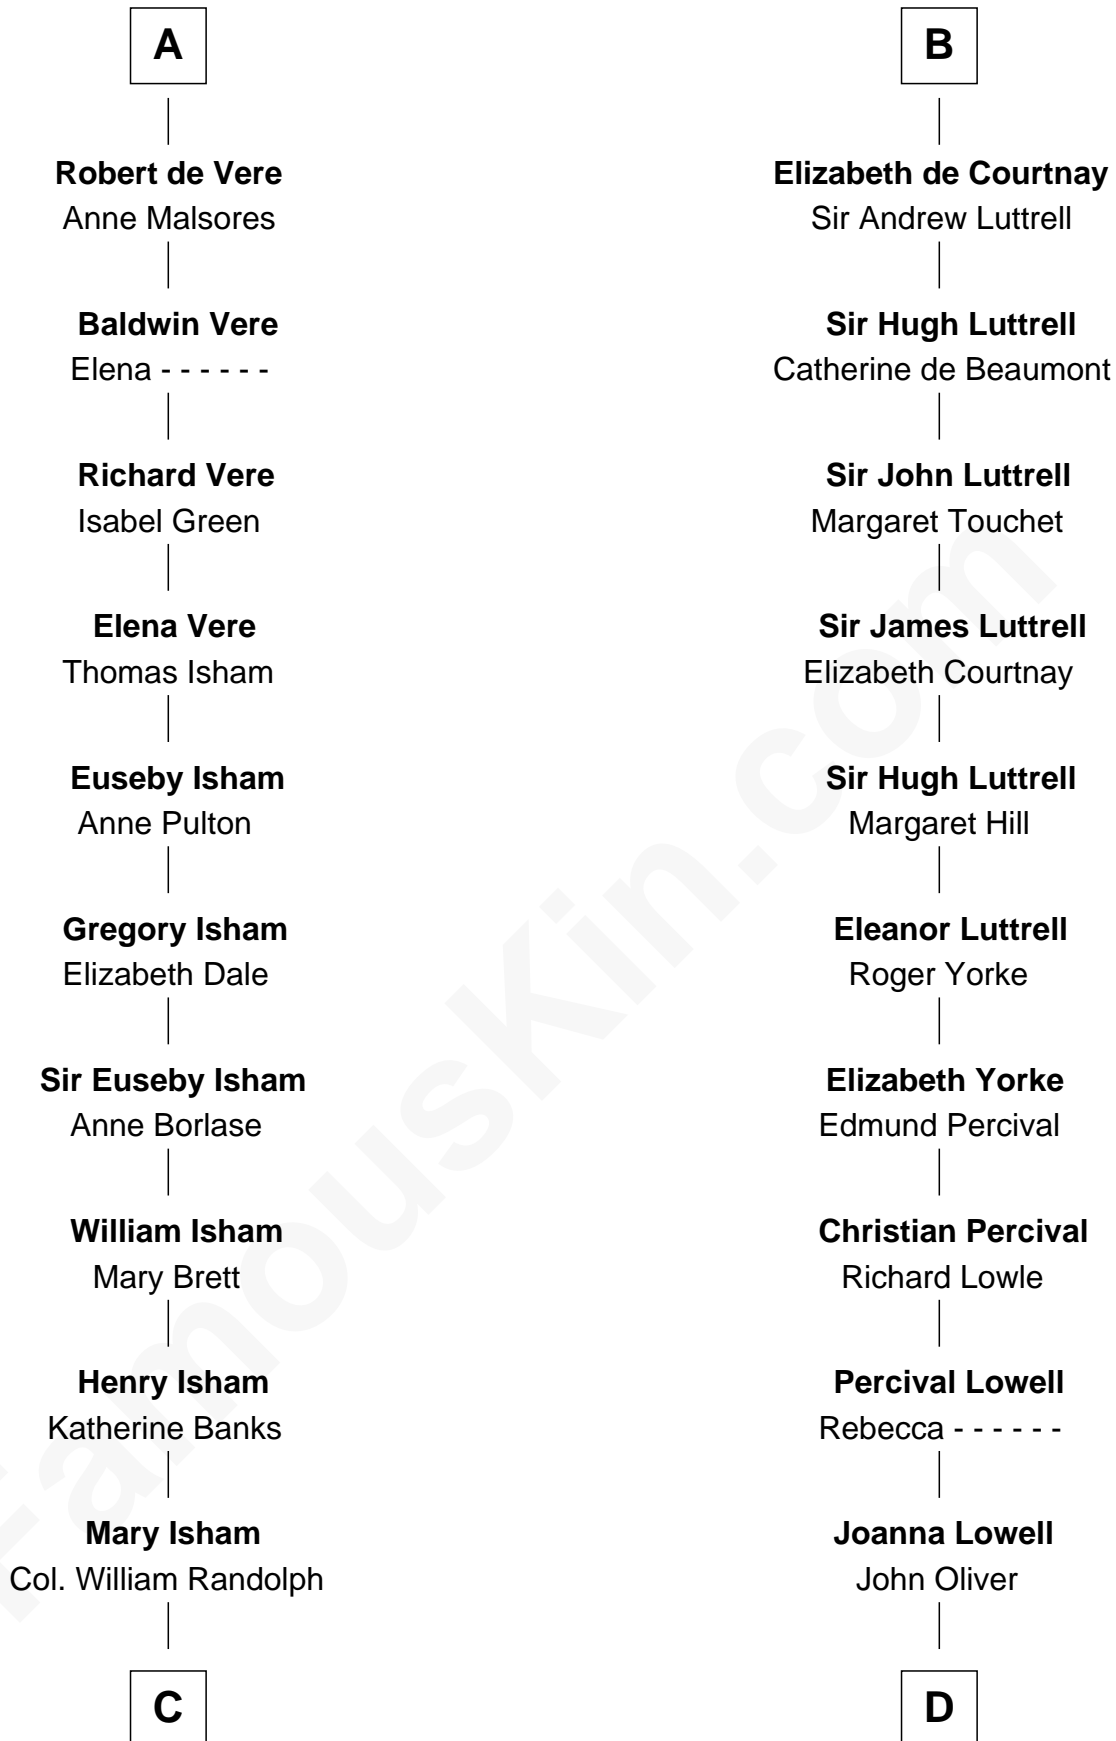 A
Robert de Vere
Anne Malsores
Baldwin Vere
Elena - - - - - -
Richard Vere
Isabel Green
Elena Vere
Thomas Isham
Euseby Isham
Anne Pulton
Gregory Isham
Elizabeth Dale
Sir Euseby Isham
Anne Borlase
William Isham
Mary Brett
Henry Isham
Katherine Banks
Mary Isham
Col. William Randolph
C
B
Elizabeth de Courtnay
Sir Andrew Luttrell
Sir Hugh Luttrell
Catherine de Beaumont
Sir John Luttrell
Margaret Touchet
Sir James Luttrell
Elizabeth Courtnay
Sir Hugh Luttrell
Margaret Hill
Eleanor Luttrell
Roger Yorke
Elizabeth Yorke
Edmund Percival
Christian Percival
Richard Lowle
Percival Lowell
Rebecca - - - - - -
Joanna Lowell
John Oliver
D
FamousKin.com